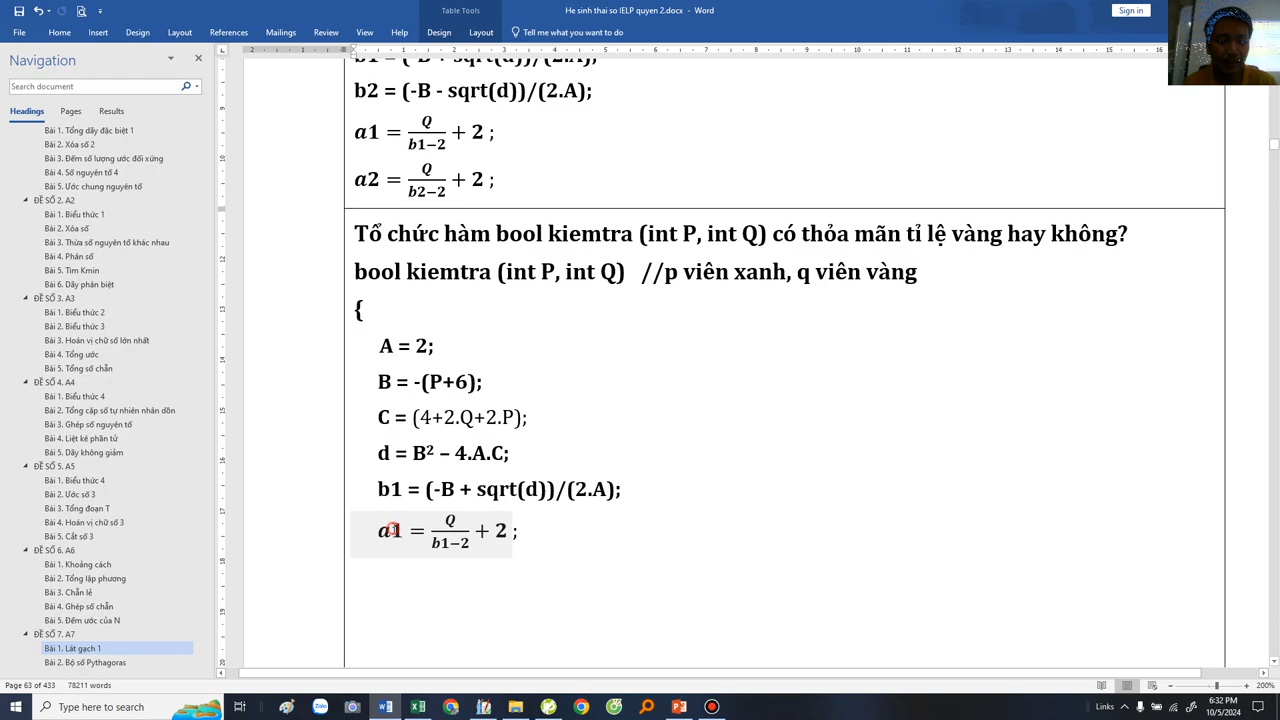 Table Tools
He sinh thai so IELP quyen 2.docx - Word
Sign in
File Home Insert Design Layout References Mailings Review View Help Design Layout Tell me what you want to do
Navigation
Search document
Headings Pages Results
Bài 1. Tổng dãy đặc biệt 1
Bài 2. Xóa số 2
Bài 3. Đếm số lượng ước đối xứng
Bài 4. Số nguyên tố 4
Bài 5. Ước chung nguyên tố
ĐỀ SỐ 2. A2
Bài 1. Biểu thức 1
Bài 2. Xóa số
Bài 3. Thừa số nguyên tố khác nhau
Bài 4. Phân số
Bài 5. Tìm Kmin
Bài 6. Dãy phân biệt
ĐỀ SỐ 3. A3
Bài 1. Biểu thức 2
Bài 2. Biểu thức 3
Bài 3. Hoán vị chữ số lớn nhất
Bài 4. Tổng ước
Bài 5. Tổng số chẵn
ĐỀ SỐ 4. A4
Bài 1. Biểu thức 4
Bài 2. Tổng cặp số tự nhiên nhân dồn
Bài 3. Ghép số nguyên tố
Bài 4. Liệt kê phần tử
Bài 5. Dãy không giảm
ĐỀ SỐ 5. A5
Bài 1. Biểu thức 4
Bài 2. Ước số 3
Bài 3. Tổng đoạn T
Bài 4. Hoán vị chữ số 3
Bài 5. Cắt số 3
ĐỀ SỐ 6. A6
Bài 1. Khoảng cách
Bài 2. Tổng lập phương
Bài 3. Chẵn lẻ
Bài 4. Ghép số chẵn
Bài 5. Đếm ước của N
ĐỀ SỐ 7. A7
Bài 1. Lát gạch 1
Bài 2. Bộ số Pythagoras
b1 = (-B + sqrt(d))/(2.A);
b2 = (-B - sqrt(d))/(2.A);
a1 = Q/(b1−2) + 2 ;
a2 = Q/(b2−2) + 2 ;
Tổ chức hàm bool kiemtra (int P, int Q) có thỏa mãn tỉ lệ vàng hay không?
bool kiemtra (int P, int Q) //p viên xanh, q viên vàng
{
A = 2;
B = -(P+6);
C = (4+2.Q+2.P);
d = B² – 4.A.C;
b1 = (-B + sqrt(d))/(2.A);
a1 = Q/(b1−2) + 2 ;
Page 63 of 433 78211 words
200%
Type here to search
Zalo
6:32 PM
10/5/2024